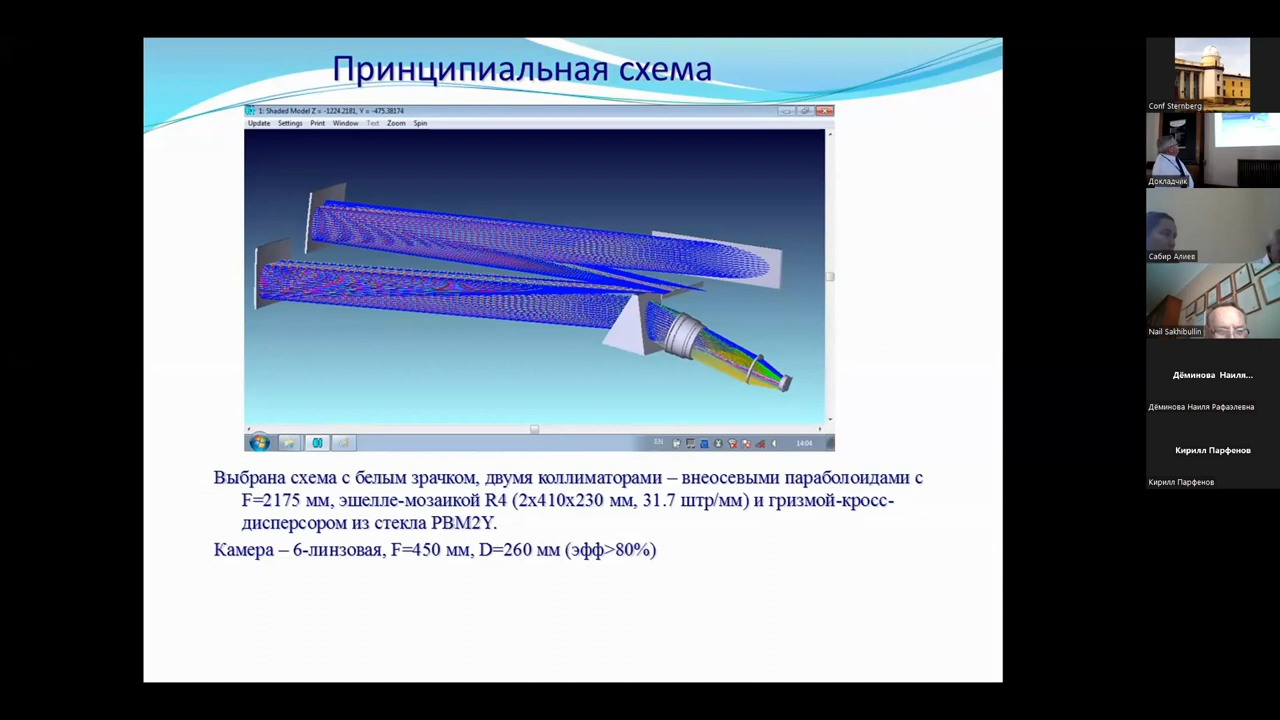 Принципиальная схема
1: Shaded Model Z = -1224.2181, Y = -475.38174
Update Settings Print Window Text Zoom Spin
EN 14:04
Выбрана схема с белым зрачком, двумя коллиматорами – внеосевыми параболоидами с
F=2175 мм, эшелле-мозаикой R4 (2x410x230 мм, 31.7 штр/мм) и гризмой-кросс-
дисперсором из стекла PBM2Y.
Камера – 6-линзовая, F=450 мм, D=260 мм (эфф>80%)
Conf Sternberg
Докладчик
Сабир Алиев
Nail Sakhibullin
Дёминова Наиля...
Дёминова Наиля Рафаэлевна
Кирилл Парфенов
Кирилл Парфенов